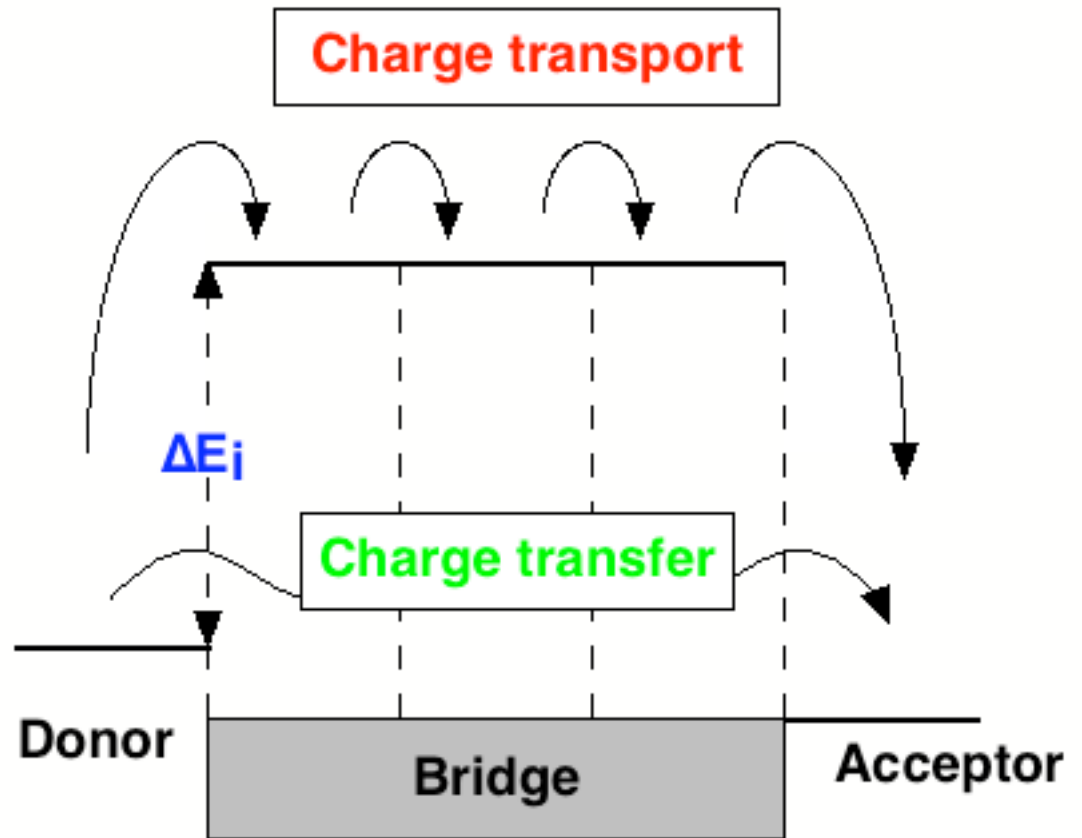 Charge transport
ΔEi
Charge transfer
Donor
Bridge
Acceptor